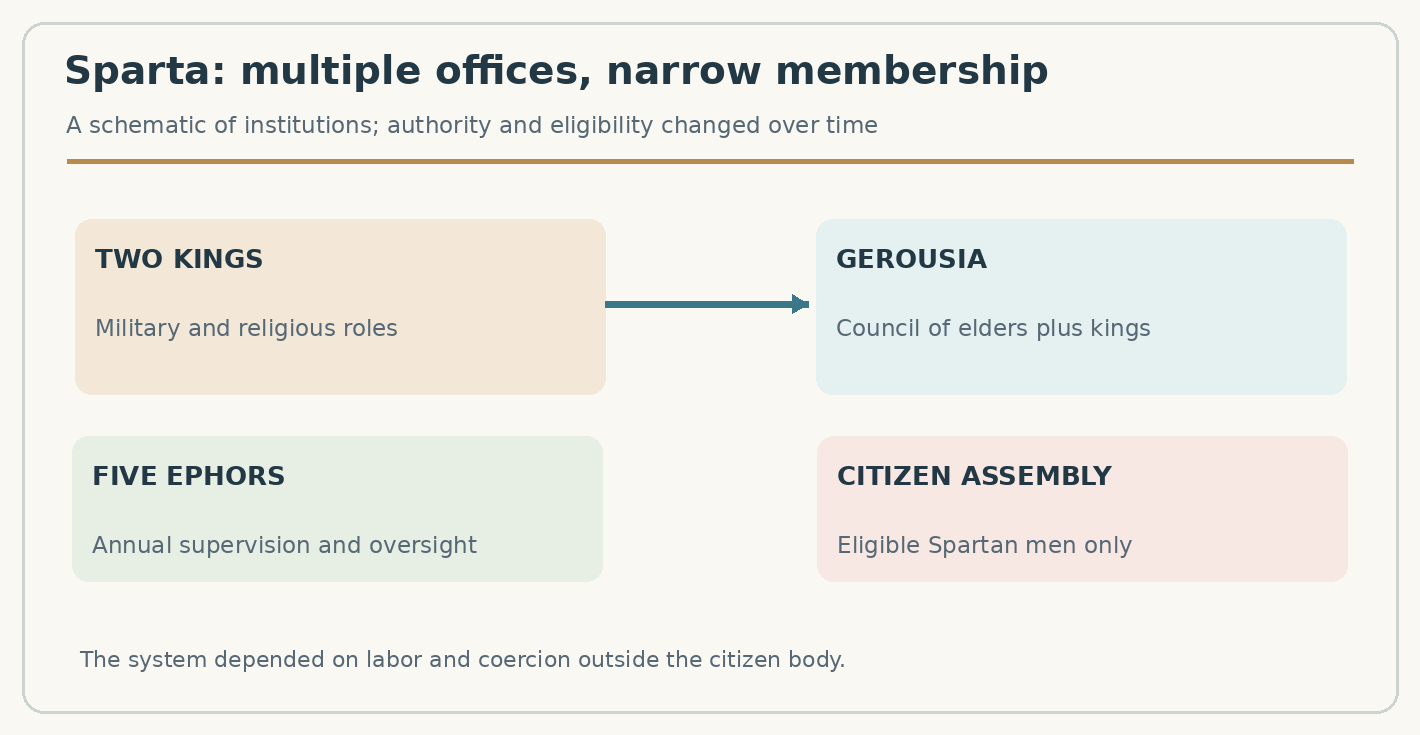 Sparta: multiple offices, narrow membership
A schematic of institutions; authority and eligibility changed over time
TWO KINGS
Military and religious roles
GEROUSIA
Council of elders plus kings
FIVE EPHORS
Annual supervision and oversight
CITIZEN ASSEMBLY
Eligible Spartan men only
The system depended on labor and coercion outside the citizen body.